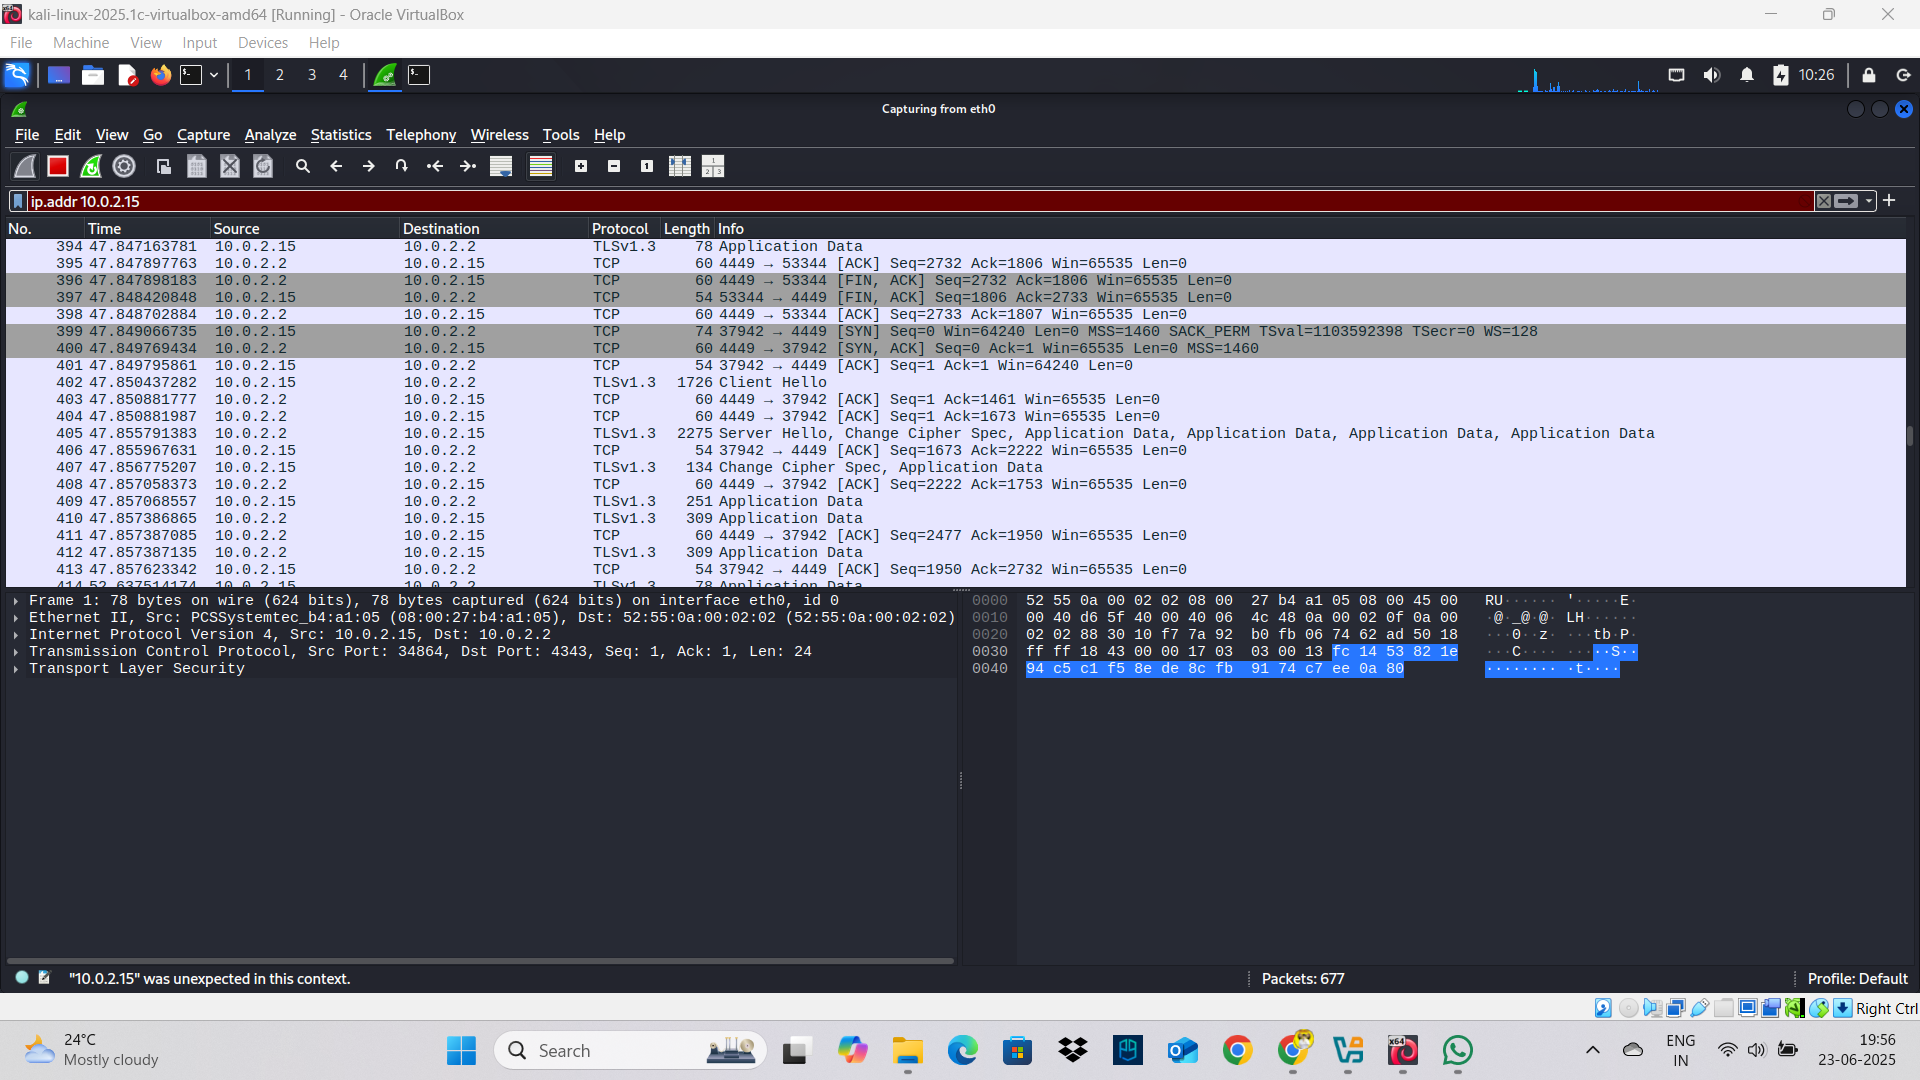 kali-linux-2025.1c-virtualbox-amd64 [Running] - Oracle VirtualBox
File Machine View Input Devices Help
1 2 3 4 10:26
Capturing from eth0
File Edit View Go Capture Analyze Statistics Telephony Wireless Tools Help
ip.addr 10.0.2.15
No. Time Source Destination Protocol Length Info
394 47.847163781 10.0.2.15 10.0.2.2 TLSv1.3 78 Application Data
395 47.847897763 10.0.2.2 10.0.2.15 TCP 60 4449 → 53344 [ACK] Seq=2732 Ack=1806 Win=65535 Len=0
396 47.847898183 10.0.2.2 10.0.2.15 TCP 60 4449 → 53344 [FIN, ACK] Seq=2732 Ack=1806 Win=65535 Len=0
397 47.848420848 10.0.2.15 10.0.2.2 TCP 54 53344 → 4449 [FIN, ACK] Seq=1806 Ack=2733 Win=65535 Len=0
398 47.848702884 10.0.2.2 10.0.2.15 TCP 60 4449 → 53344 [ACK] Seq=2733 Ack=1807 Win=65535 Len=0
399 47.849066735 10.0.2.15 10.0.2.2 TCP 74 37942 → 4449 [SYN] Seq=0 Win=64240 Len=0 MSS=1460 SACK_PERM TSval=1103592398 TSecr=0 WS=128
400 47.849769434 10.0.2.2 10.0.2.15 TCP 60 4449 → 37942 [SYN, ACK] Seq=0 Ack=1 Win=65535 Len=0 MSS=1460
401 47.849795861 10.0.2.15 10.0.2.2 TCP 54 37942 → 4449 [ACK] Seq=1 Ack=1 Win=64240 Len=0
402 47.850437282 10.0.2.15 10.0.2.2 TLSv1.3 1726 Client Hello
403 47.850881777 10.0.2.2 10.0.2.15 TCP 60 4449 → 37942 [ACK] Seq=1 Ack=1461 Win=65535 Len=0
404 47.850881987 10.0.2.2 10.0.2.15 TCP 60 4449 → 37942 [ACK] Seq=1 Ack=1673 Win=65535 Len=0
405 47.855791383 10.0.2.2 10.0.2.15 TLSv1.3 2275 Server Hello, Change Cipher Spec, Application Data, Application Data, Application Data, Application Data
406 47.855967631 10.0.2.15 10.0.2.2 TCP 54 37942 → 4449 [ACK] Seq=1673 Ack=2222 Win=65535 Len=0
407 47.856775207 10.0.2.15 10.0.2.2 TLSv1.3 134 Change Cipher Spec, Application Data
408 47.857058373 10.0.2.2 10.0.2.15 TCP 60 4449 → 37942 [ACK] Seq=2222 Ack=1753 Win=65535 Len=0
409 47.857068557 10.0.2.15 10.0.2.2 TLSv1.3 251 Application Data
410 47.857386865 10.0.2.2 10.0.2.15 TLSv1.3 309 Application Data
411 47.857387085 10.0.2.2 10.0.2.15 TCP 60 4449 → 37942 [ACK] Seq=2477 Ack=1950 Win=65535 Len=0
412 47.857387135 10.0.2.2 10.0.2.15 TLSv1.3 309 Application Data
413 47.857623342 10.0.2.15 10.0.2.2 TCP 54 37942 → 4449 [ACK] Seq=1950 Ack=2732 Win=65535 Len=0
414 52.637514174 10.0.2.15 10.0.2.2 TLSv1.3 78 Application Data
Frame 1: 78 bytes on wire (624 bits), 78 bytes captured (624 bits) on interface eth0, id 0
Ethernet II, Src: PCSSystemtec_b4:a1:05 (08:00:27:b4:a1:05), Dst: 52:55:0a:00:02:02 (52:55:0a:00:02:02)
Internet Protocol Version 4, Src: 10.0.2.15, Dst: 10.0.2.2
Transmission Control Protocol, Src Port: 34864, Dst Port: 4343, Seq: 1, Ack: 1, Len: 24
Transport Layer Security
0000 52 55 0a 00 02 02 08 00 27 b4 a1 05 08 00 45 00 RU······ '·····E·
0010 00 40 d6 5f 40 00 40 06 4c 48 0a 00 02 0f 0a 00 ·@·_@·@· LH······
0020 02 02 88 30 10 f7 7a 92 b0 fb 06 74 62 ad 50 18 ···0··z· ···tb·P·
0030 ff ff 18 43 00 00 17 03 03 00 13 fc 14 53 82 1e ···C···· ·····S··
0040 94 c5 c1 f5 8e de 8c fb 91 74 c7 ee 0a 80 ········ ·t····
"10.0.2.15" was unexpected in this context.
Packets: 677
Profile: Default
Right Ctrl
24°C
Mostly cloudy
Search
ENG
IN
19:56
23-06-2025